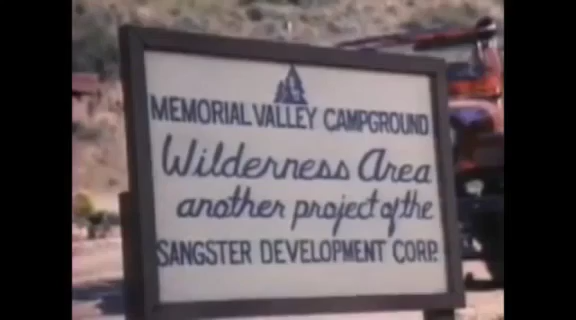 MEMORIAL VALLEY CAMPGROUND
Wilderness Area
another project of the
SANGSTER DEVELOPMENT CORP.